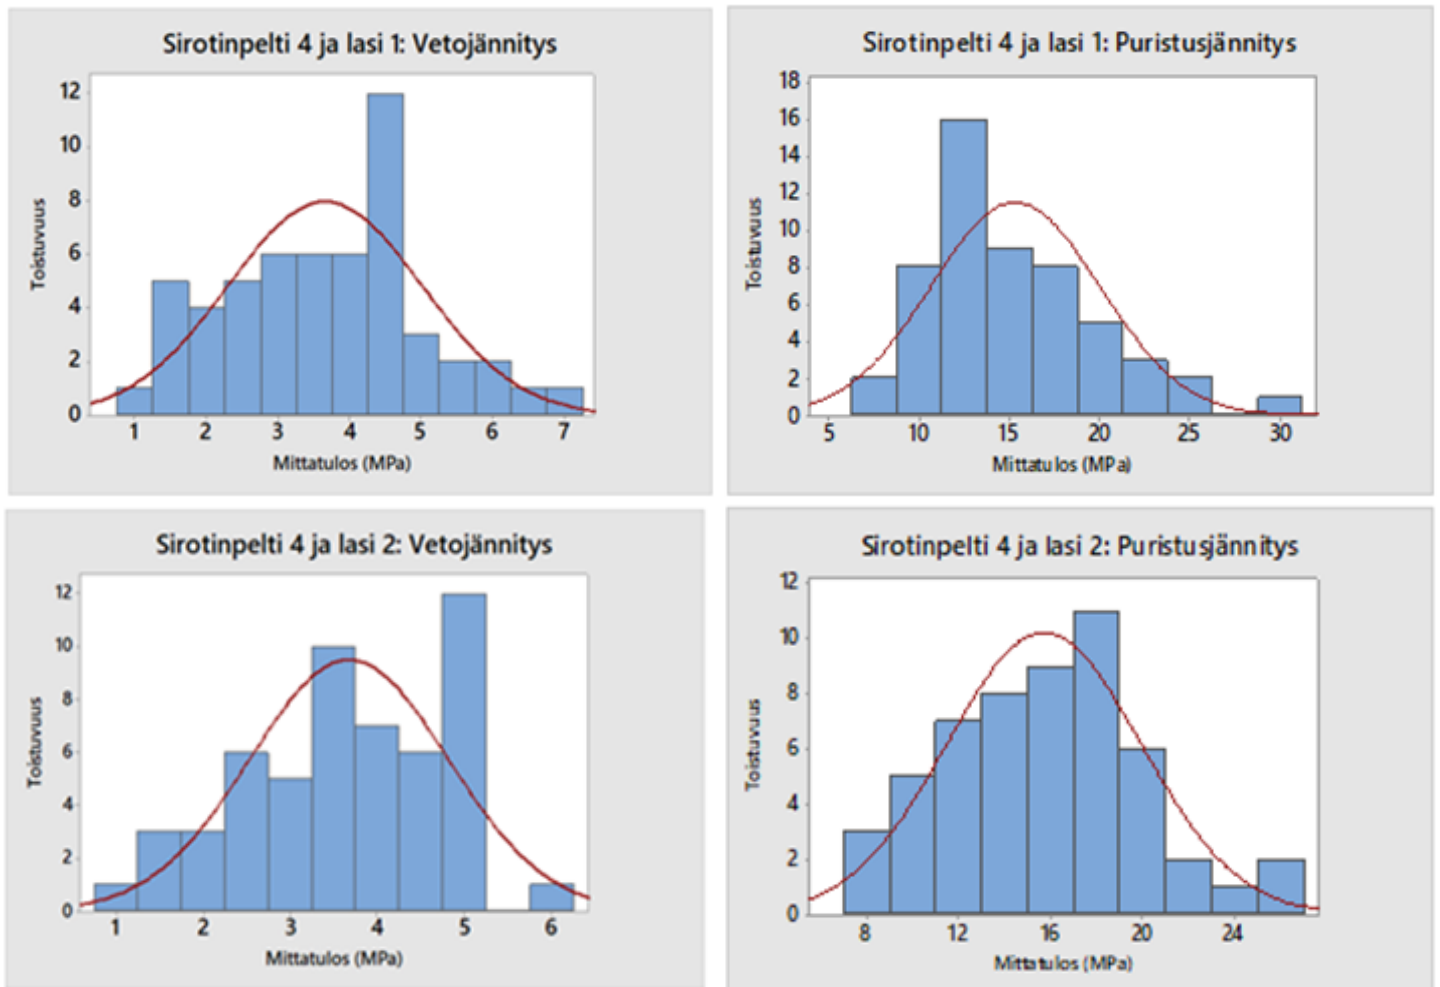 Sirotinpelti 4 ja lasi 1: Vetojännitys
12
10
8
6
4
2
0
Toistuvuus
1 2 3 4 5 6 7
Mittatulos (MPa)
Sirotinpelti 4 ja lasi 1: Puristusjännitys
18
16
14
12
10
8
6
4
2
0
Toistuvuus
5 10 15 20 25 30
Mittatulos (MPa)
Sirotinpelti 4 ja lasi 2: Vetojännitys
12
10
8
6
4
2
0
Toistuvuus
1 2 3 4 5 6
Mittatulos (MPa)
Sirotinpelti 4 ja lasi 2: Puristusjännitys
12
10
8
6
4
2
0
Toistuvuus
8 12 16 20 24
Mittatulos (MPa)